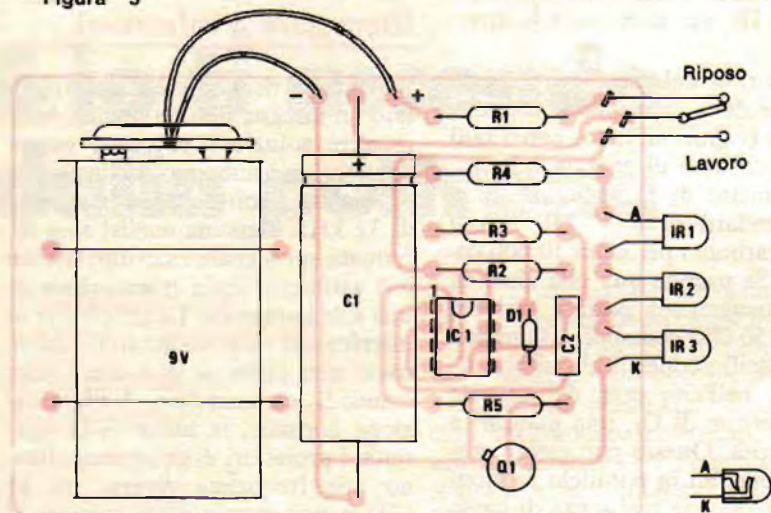 Figura 5
Riposo
Lavoro
- +
+
R1
R4
R3
R2
R5
C1
9V
1
IC 1
D1
C2
Q1
A
IR 1
IR 2
IR 3
K
A
K